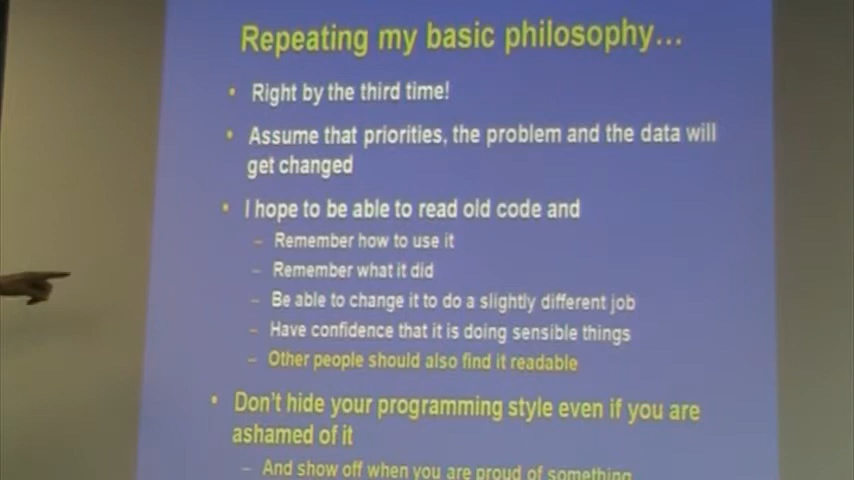 Repeating my basic philosophy…
• Right by the third time!
• Assume that priorities, the problem and the data will
get changed
• I hope to be able to read old code and
– Remember how to use it
– Remember what it did
– Be able to change it to do a slightly different job
– Have confidence that it is doing sensible things
– Other people should also find it readable
• Don't hide your programming style even if you are
ashamed of it
– And show off when you are proud of something